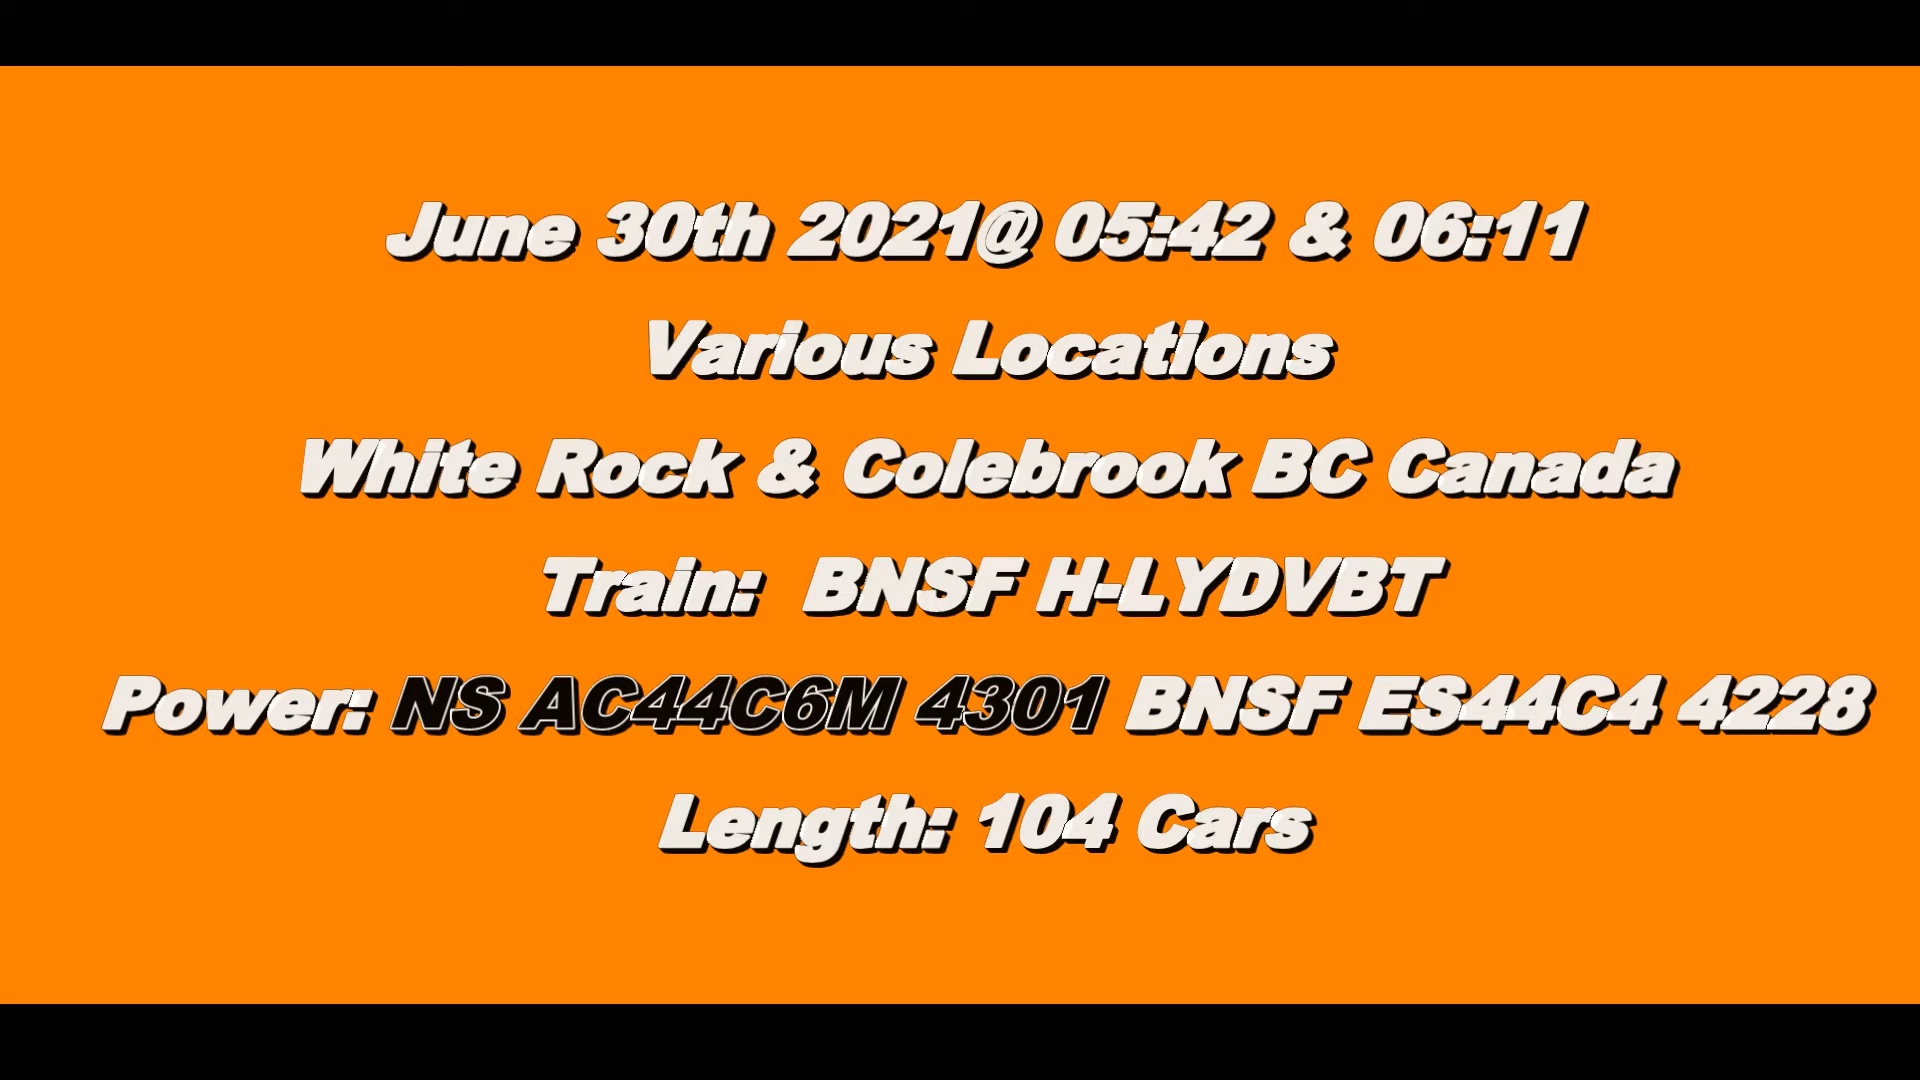 June 30th 2021@ 05:42 & 06:11
Various Locations
White Rock & Colebrook BC Canada
Train:  BNSF H-LYDVBT
Power: NS AC44C6M 4301 BNSF ES44C4 4228
Length: 104 Cars